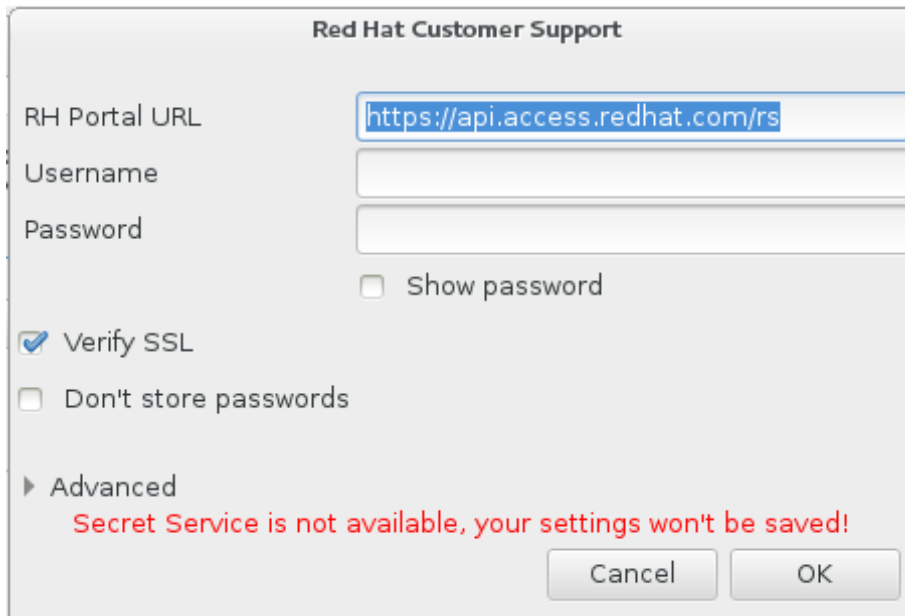 Red Hat Customer Support
RH Portal URL https://api.access.redhat.com/rs
Username
Password
Show password
Verify SSL
Don't store passwords
Advanced
Secret Service is not available, your settings won't be saved!
Cancel OK